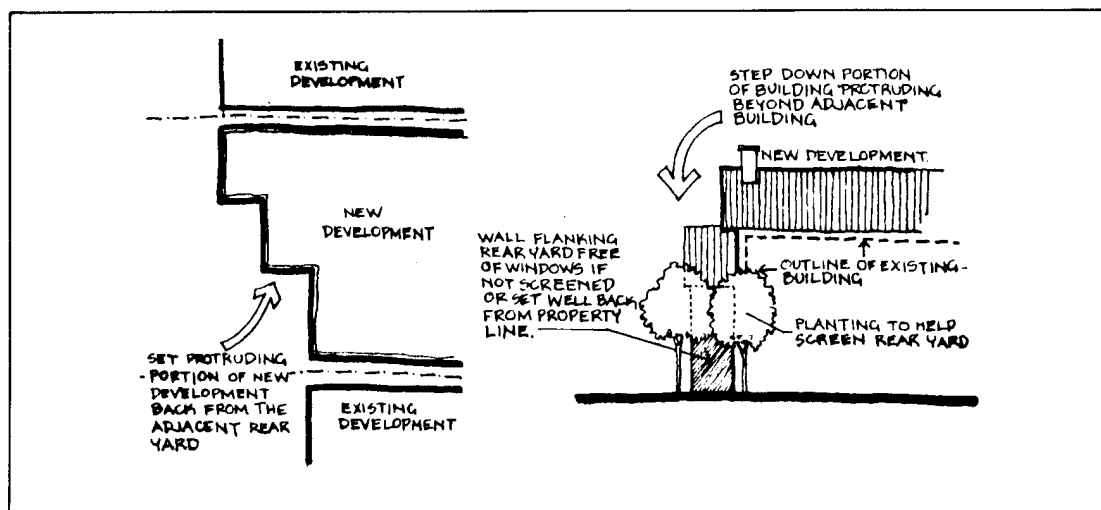 EXISTING
DEVELOPMENT
NEW
DEVELOPMENT
SET PROTRUDING
PORTION OF NEW
DEVELOPMENT
BACK FROM THE
ADJACENT REAR
YARD
EXISTING
DEVELOPMENT
STEP DOWN PORTION
OF BUILDING PROTRUDING
BEYOND ADJACENT
BUILDING
NEW DEVELOPMENT.
WALL FLANKING
REAR YARD FREE
OF WINDOWS IF
NOT SCREENED
OR SET WELL BACK
FROM PROPERTY
LINE.
OUTLINE OF EXISTING
BUILDING
PLANTING TO HELD
SCREEN REAR YARD